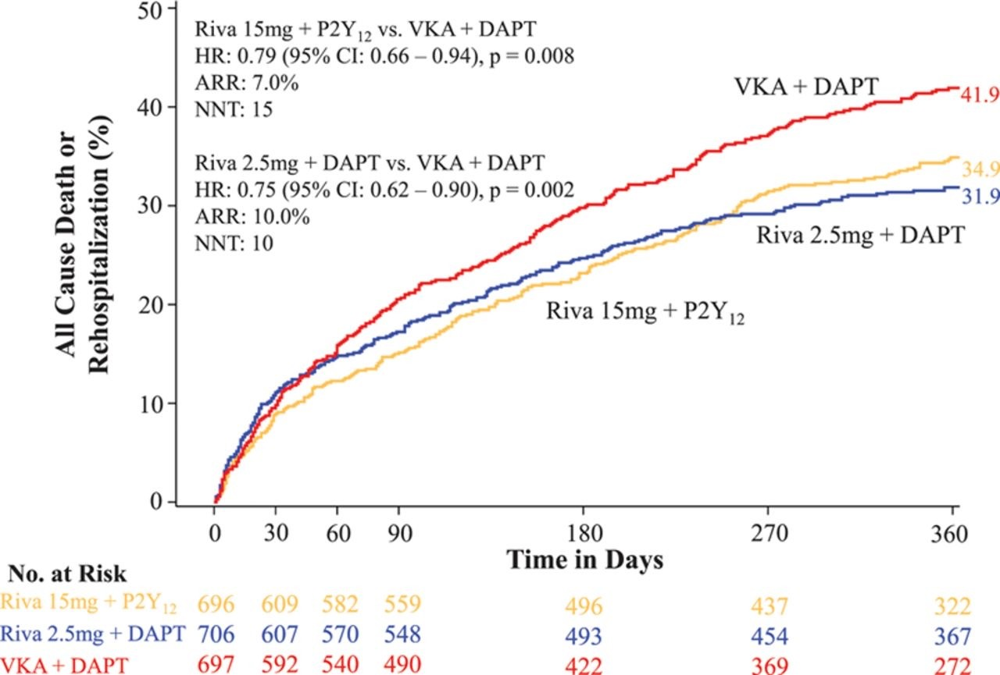 50
40
30
20
10
0
All Cause Death or
Rehospitalization (%)
Riva 15mg + P2Y₁₂ vs. VKA + DAPT
HR: 0.79 (95% CI: 0.66 – 0.94), p = 0.008
ARR: 7.0%
NNT: 15
Riva 2.5mg + DAPT vs. VKA + DAPT
HR: 0.75 (95% CI: 0.62 – 0.90), p = 0.002
ARR: 10.0%
NNT: 10
VKA + DAPT
41.9
34.9
31.9
Riva 2.5mg + DAPT
Riva 15mg + P2Y₁₂
0 30 60 90 180 270 360
Time in Days
No. at Risk
Riva 15mg + P2Y₁₂ 696 609 582 559 496 437 322
Riva 2.5mg + DAPT 706 607 570 548 493 454 367
VKA + DAPT 697 592 540 490 422 369 272